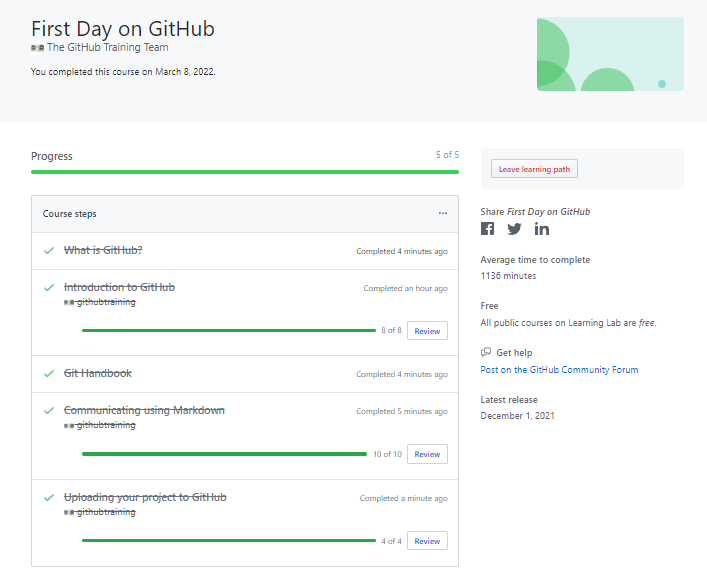 First Day on GitHub
The GitHub Training Team
You completed this course on March 8, 2022.
Progress
5 of 5
Course steps
What is GitHub?
Completed 4 minutes ago
Introduction to GitHub
Completed an hour ago
githubtraining
8 of 8
Review
Git Handbook
Completed 4 minutes ago
Communicating using Markdown
Completed 5 minutes ago
githubtraining
10 of 10
Review
Uploading your project to GitHub
Completed a minute ago
githubtraining
4 of 4
Review
Leave learning path
Share First Day on GitHub
Average time to complete
1136 minutes
Free
All public courses on Learning Lab are free.
Get help
Post on the GitHub Community Forum
Latest release
December 1, 2021